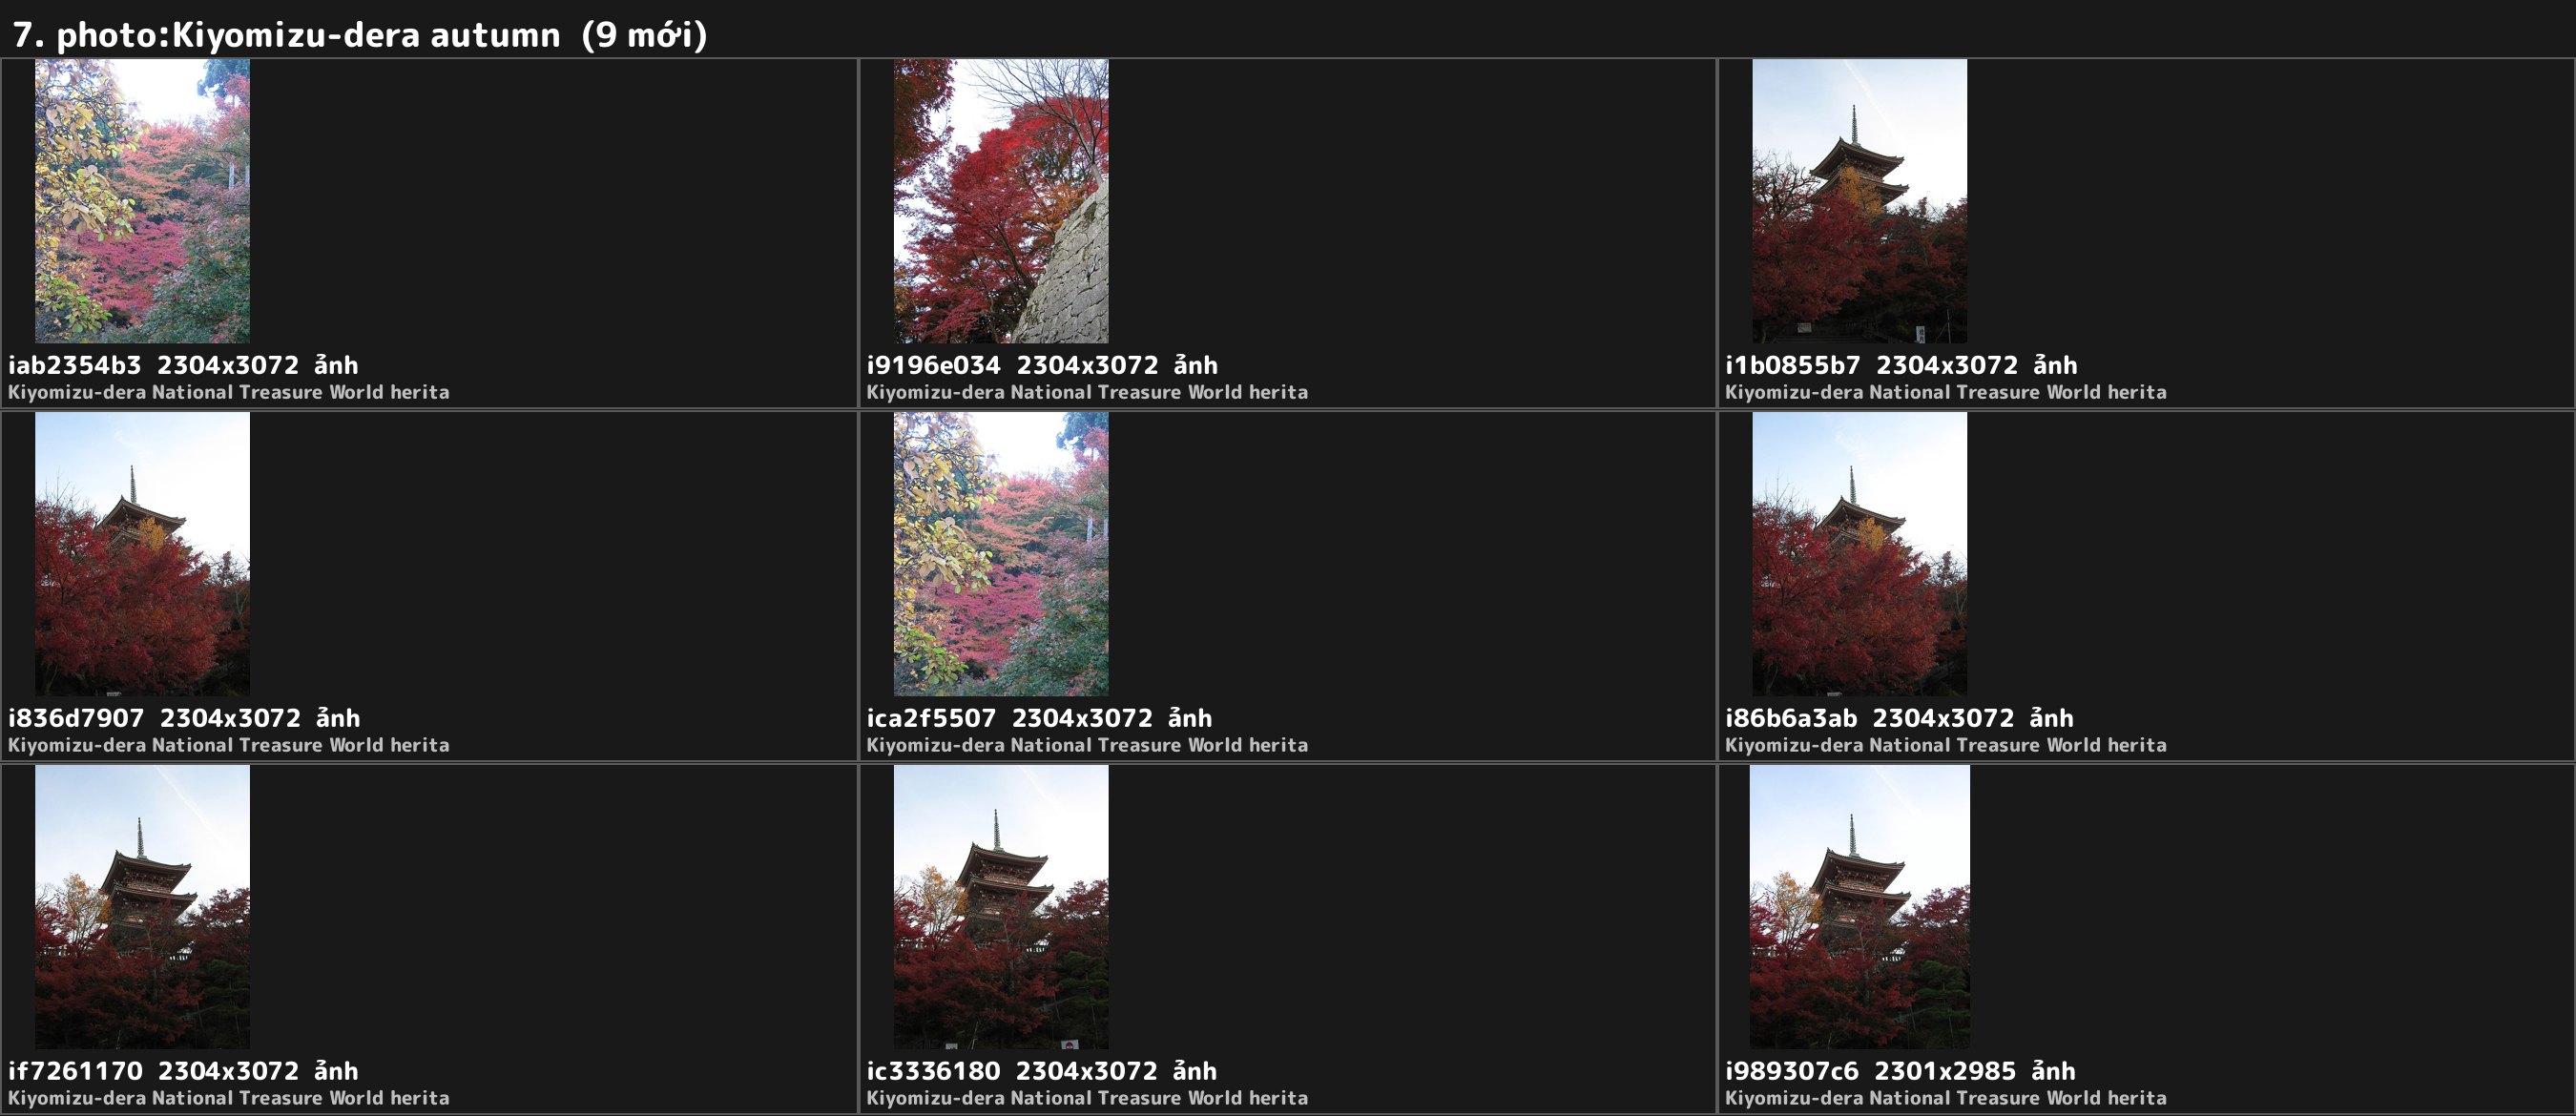 7. photo:Kiyomizu-dera autumn (9 mới)
iab2354b3 2304x3072 ảnh
Kiyomizu-dera National Treasure World herita
i9196e034 2304x3072 ảnh
Kiyomizu-dera National Treasure World herita
i1b0855b7 2304x3072 ảnh
Kiyomizu-dera National Treasure World herita
i836d7907 2304x3072 ảnh
Kiyomizu-dera National Treasure World herita
ica2f5507 2304x3072 ảnh
Kiyomizu-dera National Treasure World herita
i86b6a3ab 2304x3072 ảnh
Kiyomizu-dera National Treasure World herita
if7261170 2304x3072 ảnh
Kiyomizu-dera National Treasure World herita
ic3336180 2304x3072 ảnh
Kiyomizu-dera National Treasure World herita
i989307c6 2301x2985 ảnh
Kiyomizu-dera National Treasure World herita